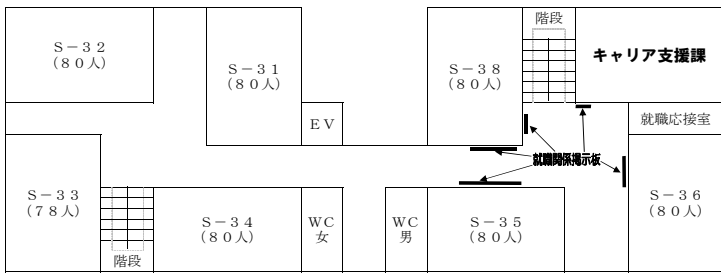 階段
キャリア支援課
Ｓ－３２
（８０人）
Ｓ－３１
（８０人）
Ｓ－３８
（８０人）
ＥＶ
就職応接室
就職関係掲示板
Ｓ－３３
（７８人）
Ｓ－３４
（８０人）
ＷＣ
女
ＷＣ
男
Ｓ－３５
（８０人）
Ｓ－３６
（８０人）
階段